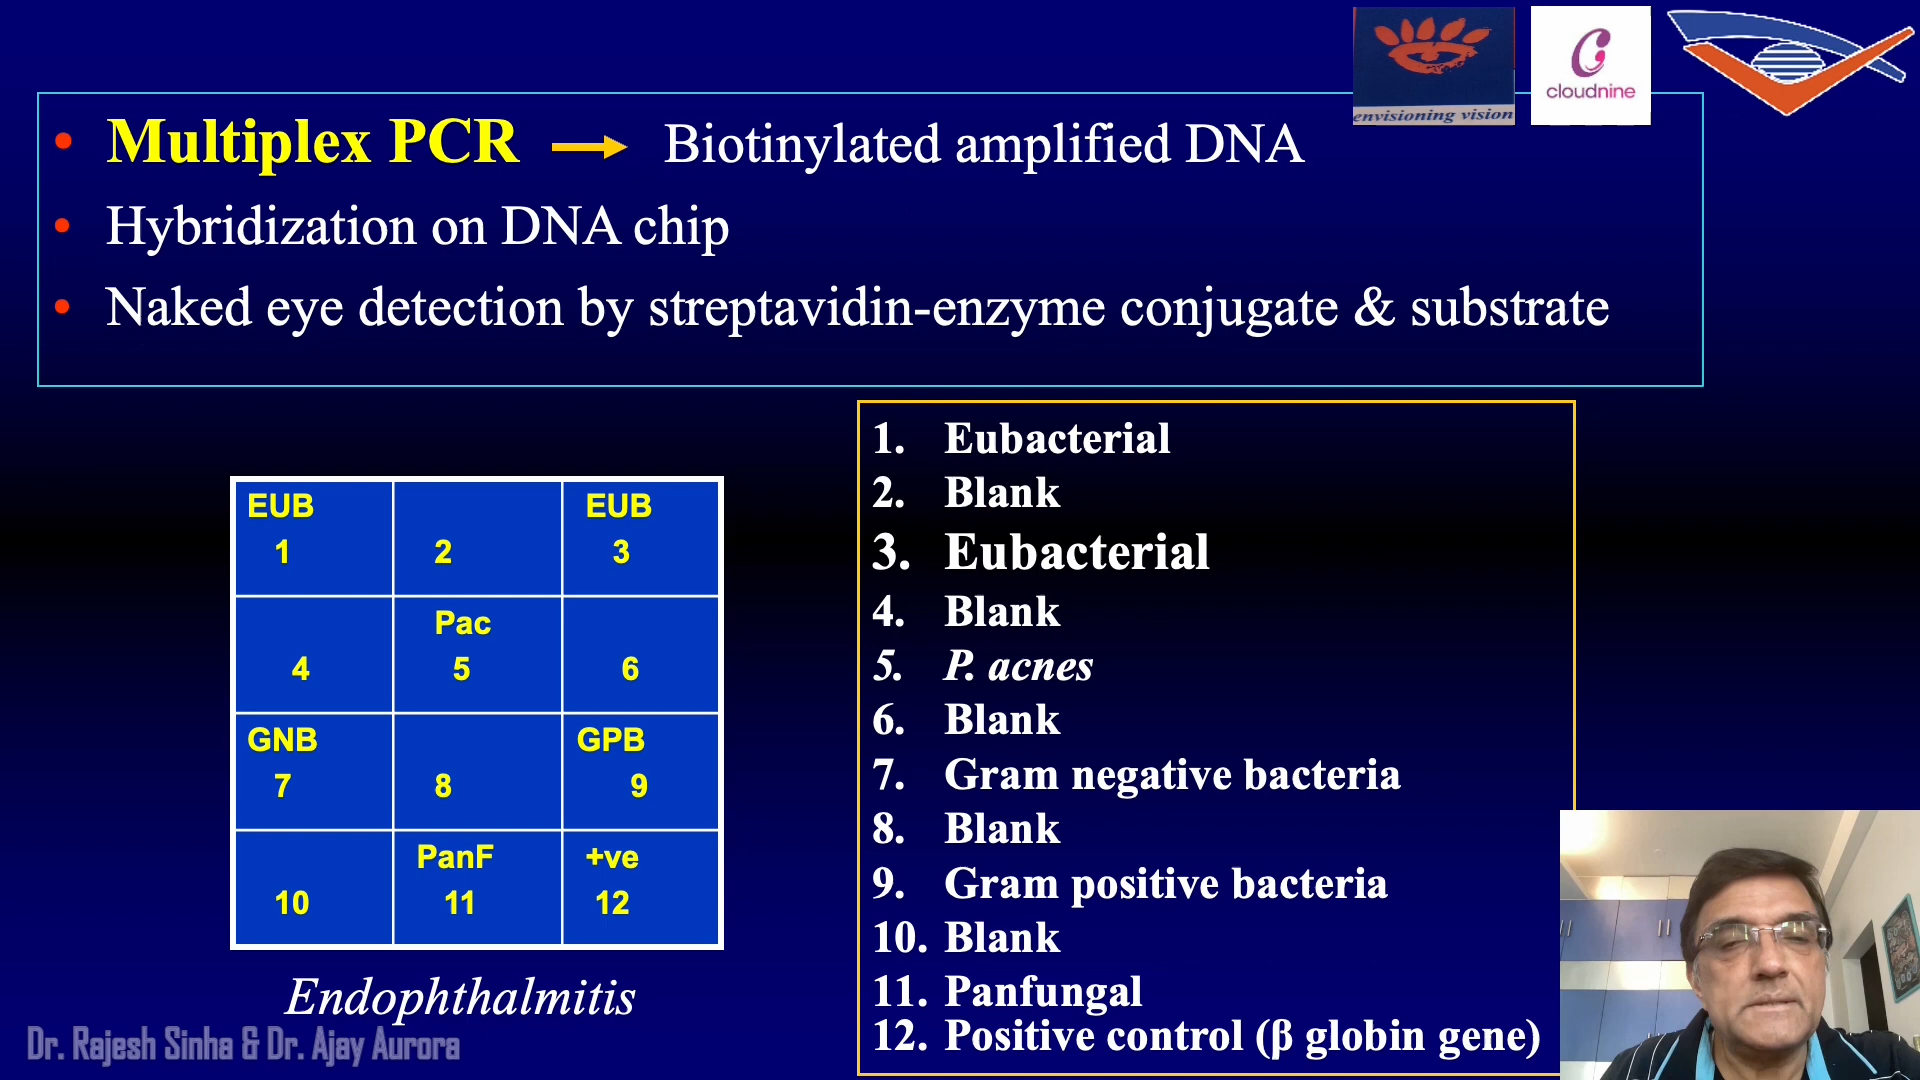 envisioning vision
cloudnine
• Multiplex PCR → Biotinylated amplified DNA
• Hybridization on DNA chip
• Naked eye detection by streptavidin-enzyme conjugate & substrate
EUB EUB
1 2 3
Pac
4 5 6
GNB GPB
7 8 9
PanF +ve
10 11 12
Endophthalmitis
1. Eubacterial
2. Blank
3. Eubacterial
4. Blank
5. P. acnes
6. Blank
7. Gram negative bacteria
8. Blank
9. Gram positive bacteria
10. Blank
11. Panfungal
12. Positive control (β globin gene)
Dr. Rajesh Sinha & Dr. Ajay Aurora